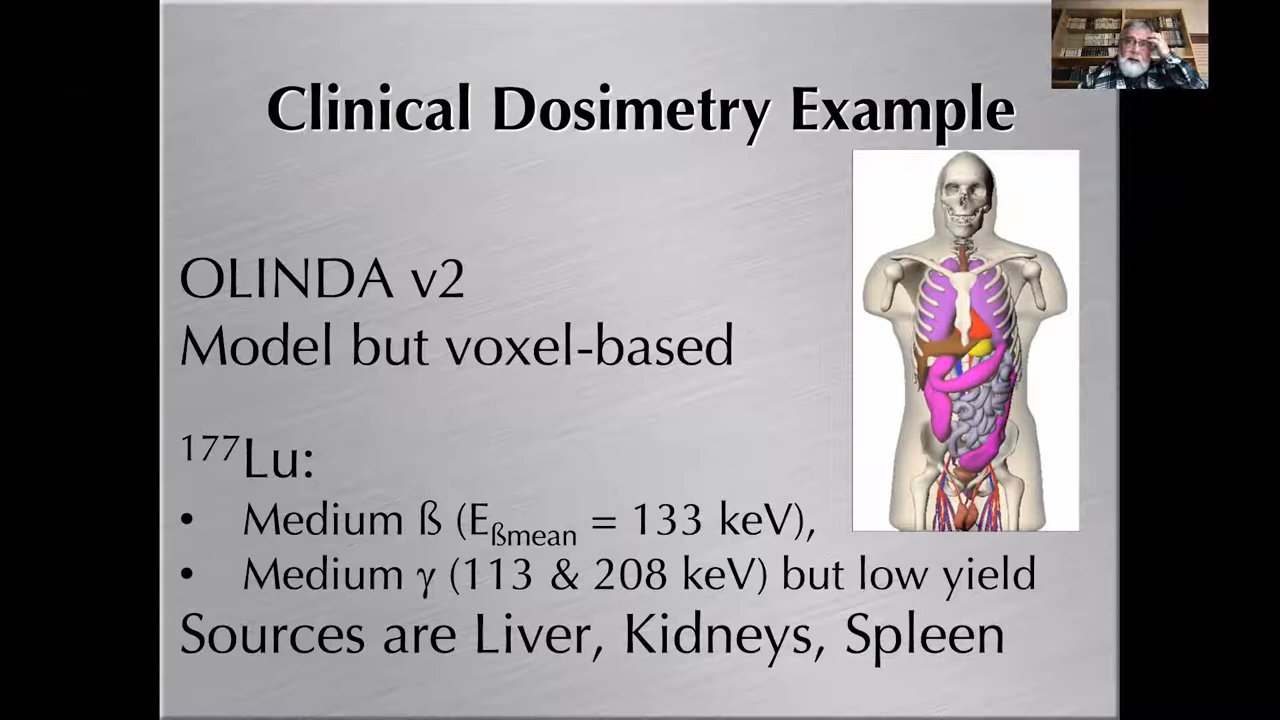 Clinical Dosimetry Example
OLINDA v2
Model but voxel-based
¹⁷⁷Lu:
• Medium ß (Eßmean = 133 keV),
• Medium γ (113 & 208 keV) but low yield
Sources are Liver, Kidneys, Spleen